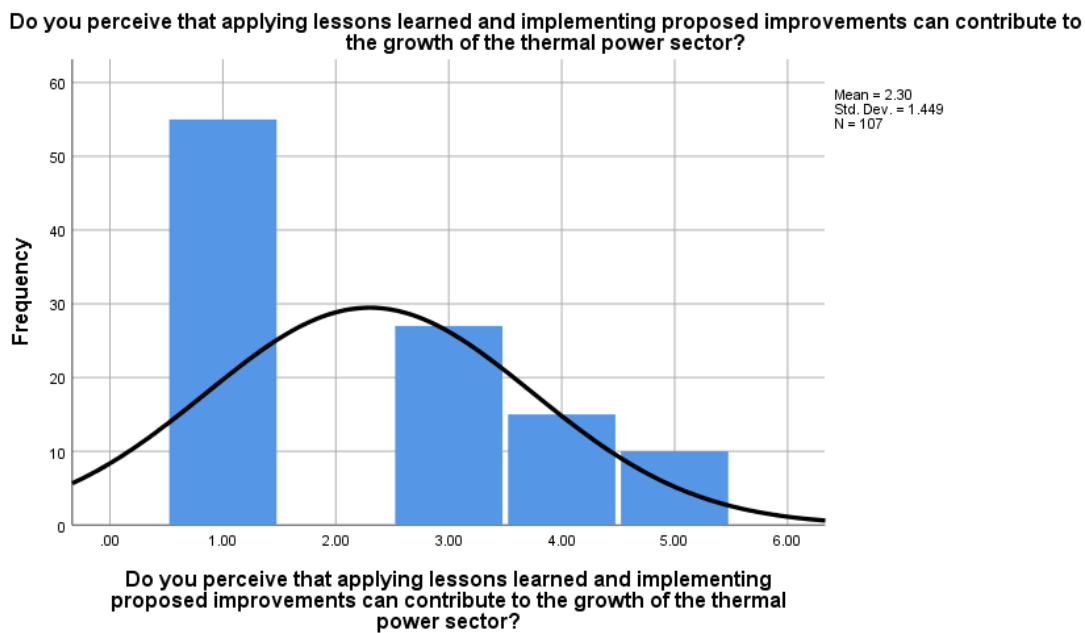 Do you perceive that applying lessons learned and implementing proposed improvements can contribute to
the growth of the thermal power sector?
Mean = 2.30
Std. Dev. = 1.449
N = 107
60
50
40
30
20
10
0
Frequency
.00 1.00 2.00 3.00 4.00 5.00 6.00
Do you perceive that applying lessons learned and implementing
proposed improvements can contribute to the growth of the thermal
power sector?